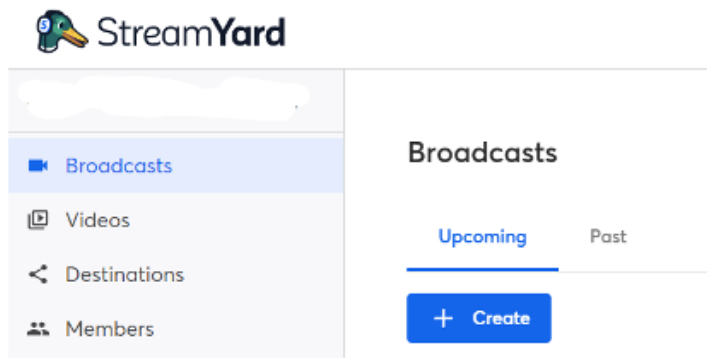 StreamYard
Broadcasts
Videos
Destinations
Members
Broadcasts
Upcoming Past
+ Create